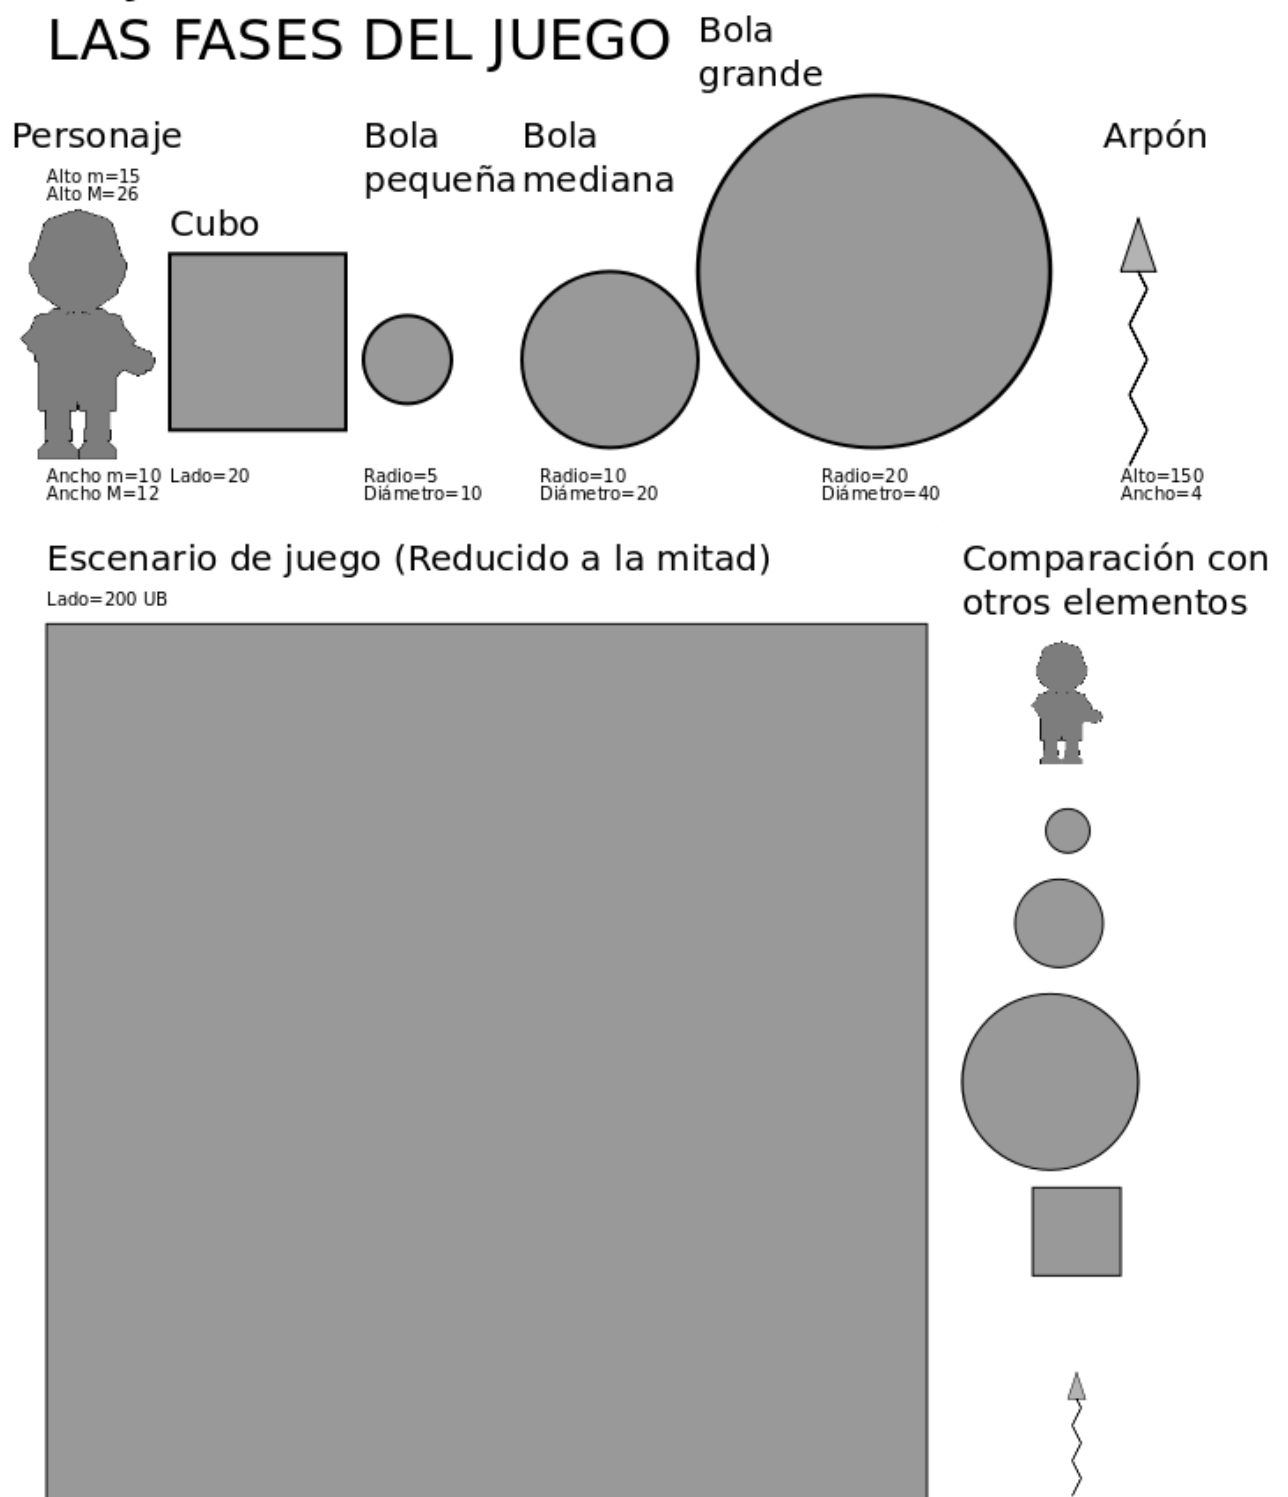 LAS FASES DEL JUEGO
Bola
grande
Personaje
Alto m=15
Alto M=26
Cubo
Bola
pequeña
Bola
mediana
Arpón
Ancho m=10
Ancho M=12
Lado=20
Radio=5
Diámetro=10
Radio=10
Diámetro=20
Radio=20
Diámetro=40
Alto=150
Ancho=4
Escenario de juego (Reducido a la mitad)
Lado=200 UB
Comparación con
otros elementos